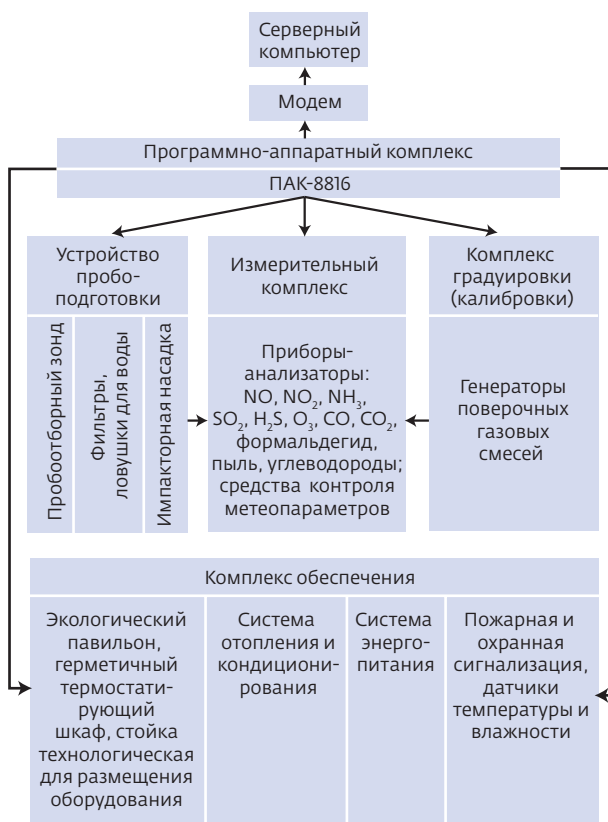 Серверный
компьютер
Модем
Программно-аппаратный комплекс
ПАК-8816
Устройство
пробо-
подготовки
Измерительный
комплекс
Комплекс
градуировки
(калибровки)
Пробоотборный зонд
Фильтры,
ловушки для воды
Импакторная насадка
Приборы-
анализаторы:
NO, NO₂, NH₃,
SO₂, H₂S, O₃, CO, CO₂,
формальдегид,
пыль, углеводороды;
средства контроля
метеопараметров
Генераторы
поверочных
газовых
смесей
Комплекс обеспечения
Экологический
павильон,
герметичный
термостати-
рующий
шкаф, стойка
технологическая
для размещения
оборудования
Система
отопления и
кондициони-
рования
Система
энерго-
питания
Пожарная и
охранная
сигнализация,
датчики
температуры и
влажности